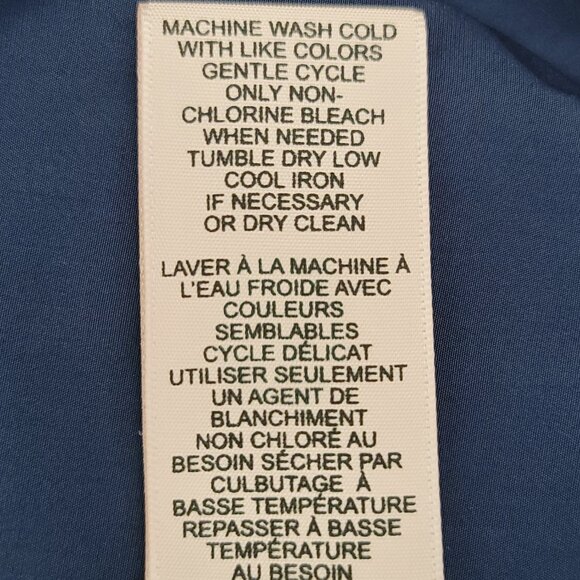 MACHINE WASH COLD
WITH LIKE COLORS
GENTLE CYCLE
ONLY NON-
CHLORINE BLEACH
WHEN NEEDED
TUMBLE DRY LOW
COOL IRON
IF NECESSARY
OR DRY CLEAN
LAVER À LA MACHINE À
L'EAU FROIDE AVEC
COULEURS
SEMBLABLES
CYCLE DÉLICAT
UTILISER SEULEMENT
UN AGENT DE
BLANCHIMENT
NON CHLORÉ AU
BESOIN SÉCHER PAR
CULBUTAGE À
BASSE TEMPÉRATURE
REPASSER À BASSE
TEMPÉRATURE
AU BESOIN